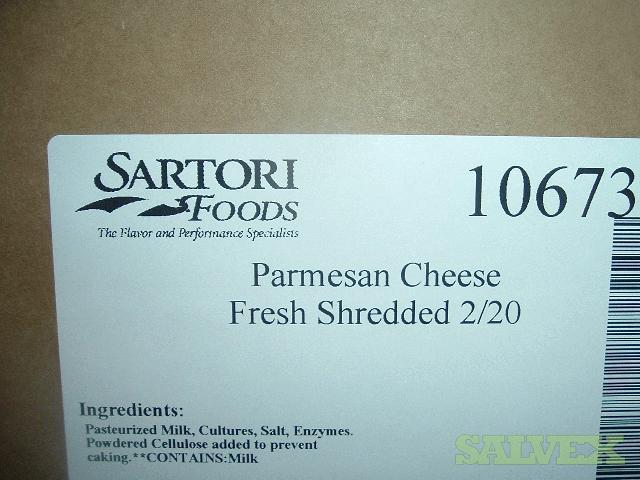 SARTORI
FOODS
The Flavor and Performance Specialists
10673
Parmesan Cheese
Fresh Shredded 2/20
Ingredients:
Pasteurized Milk, Cultures, Salt, Enzymes.
Powdered Cellulose added to prevent
caking.**CONTAINS:Milk
SALVEX